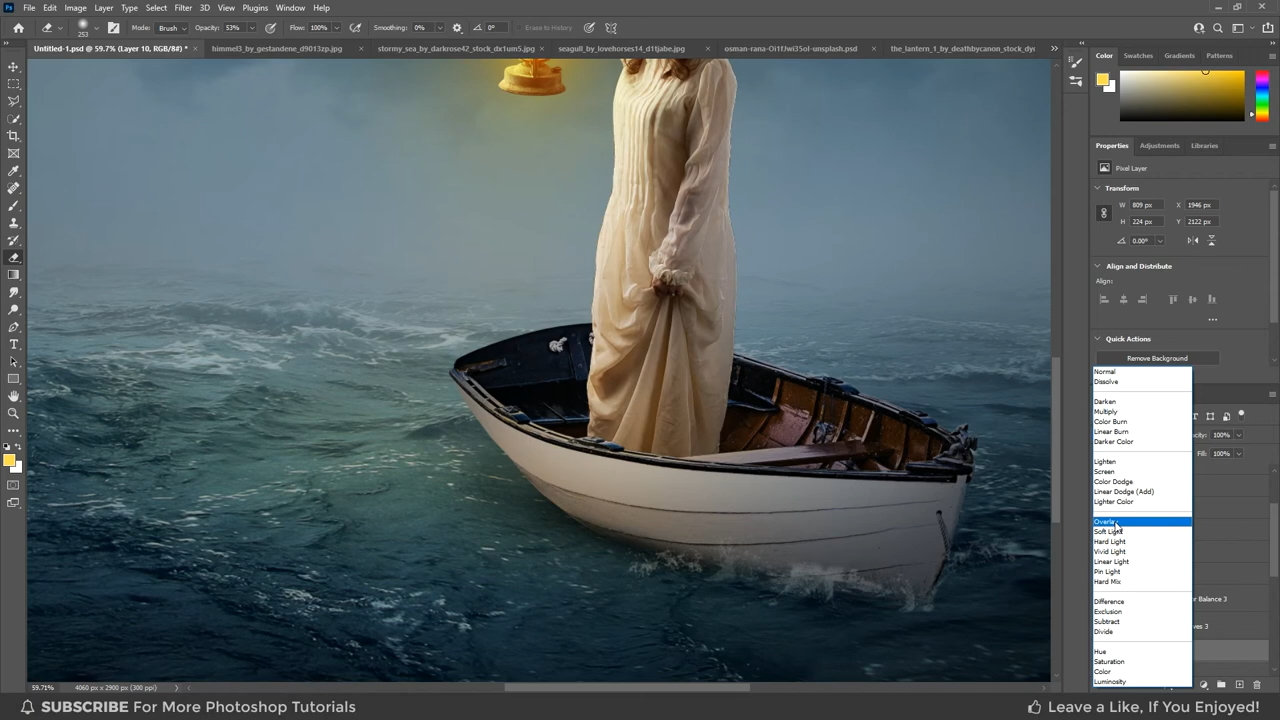 Ps File Edit Image Layer Type Select Filter 3D View Plugins Window Help
Mode: Brush Opacity: 53% Flow: 100% Smoothing: 0% 0° Erase to History
253
Untitled-1.psd @ 59.7% (Layer 10, RGB/8#) * himmel3_by_gestandene_d9013zp.jpg stormy_sea_by_darkrose42_stock_dx1um5.jpg seagull_by_lovehorses14_d1tjabe.jpg osman-rana-Oi1fJwi35oI-unsplash.psd the_lantern_1_by_deathbycanon_stock_dy
Color Swatches Gradients Patterns
Properties Adjustments Libraries
Pixel Layer
Transform
W 809 px X 1946 px
H 224 px Y 2122 px
0.00°
Align and Distribute
Align:
Quick Actions
Remove Background
Normal
Dissolve
Darken
Multiply
Color Burn
Linear Burn
Darker Color
Lighten
Screen
Color Dodge
Linear Dodge (Add)
Lighter Color
Overlay
Soft Light
Hard Light
Vivid Light
Linear Light
Pin Light
Hard Mix
Difference
Exclusion
Subtract
Divide
Hue
Saturation
Color
Luminosity
100%
Fill: 100%
Balance 3
59.71% 4060 px x 2900 px (300 ppi)
SUBSCRIBE For More Photoshop Tutorials Leave a Like, If You Enjoyed!